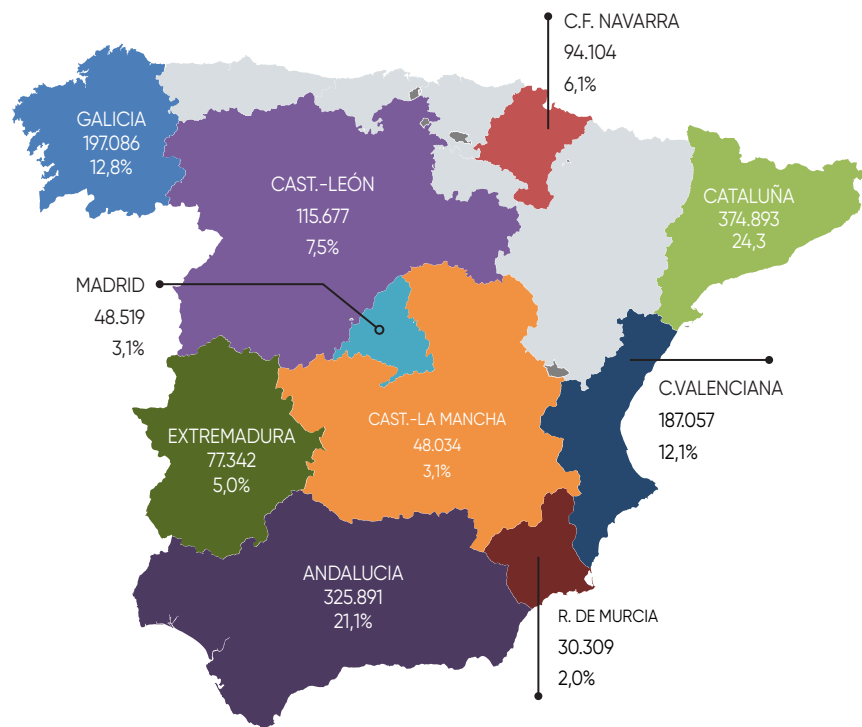 C.F. NAVARRA
94.104
6,1%
GALICIA
197.086
12,8%
CAST.-LEÓN
115.677
7,5%
CATALUÑA
374.893
24,3
MADRID
48.519
3,1%
C.VALENCIANA
187.057
12,1%
CAST.-LA MANCHA
48.034
3,1%
EXTREMADURA
77.342
5,0%
ANDALUCIA
325.891
21,1%
R. DE MURCIA
30.309
2,0%